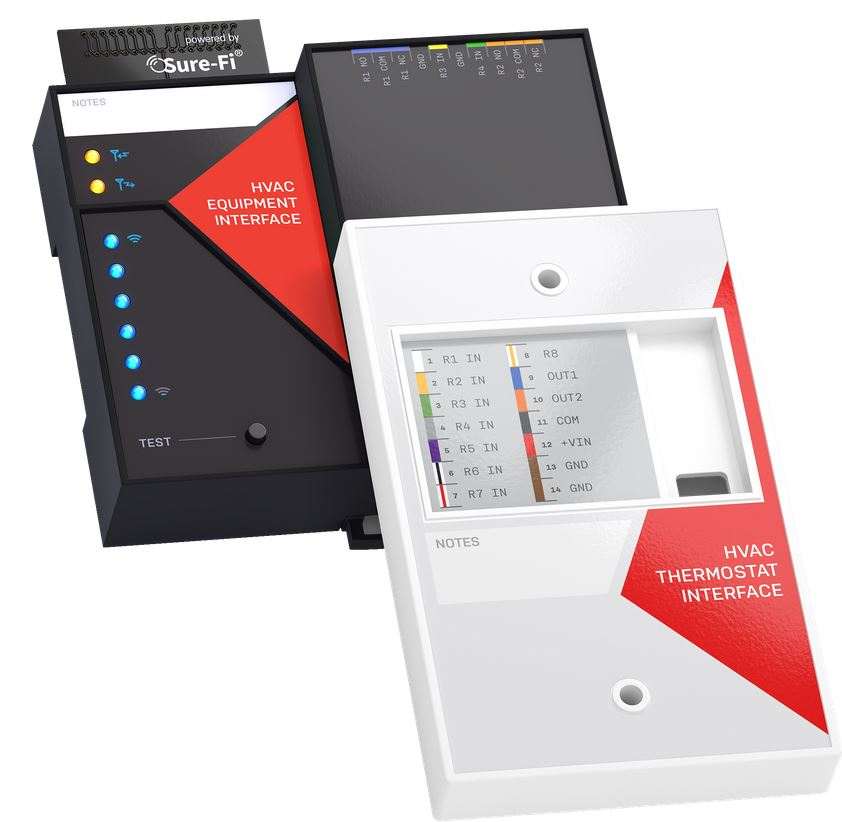 powered by
Sure-Fi®
NOTES
HVAC
EQUIPMENT
INTERFACE
TEST
R1 NO
R1 COM
R1 NC
GND
R3 IN
GND
R4 IN
R2 NO
R2 COM
R2 NC
1 R1 IN
2 R2 IN
3 R3 IN
4 R4 IN
5 R5 IN
6 R6 IN
7 R7 IN
8 R8
9 OUT1
10 OUT2
11 COM
12 +VIN
13 GND
14 GND
NOTES
HVAC
THERMOSTAT
INTERFACE